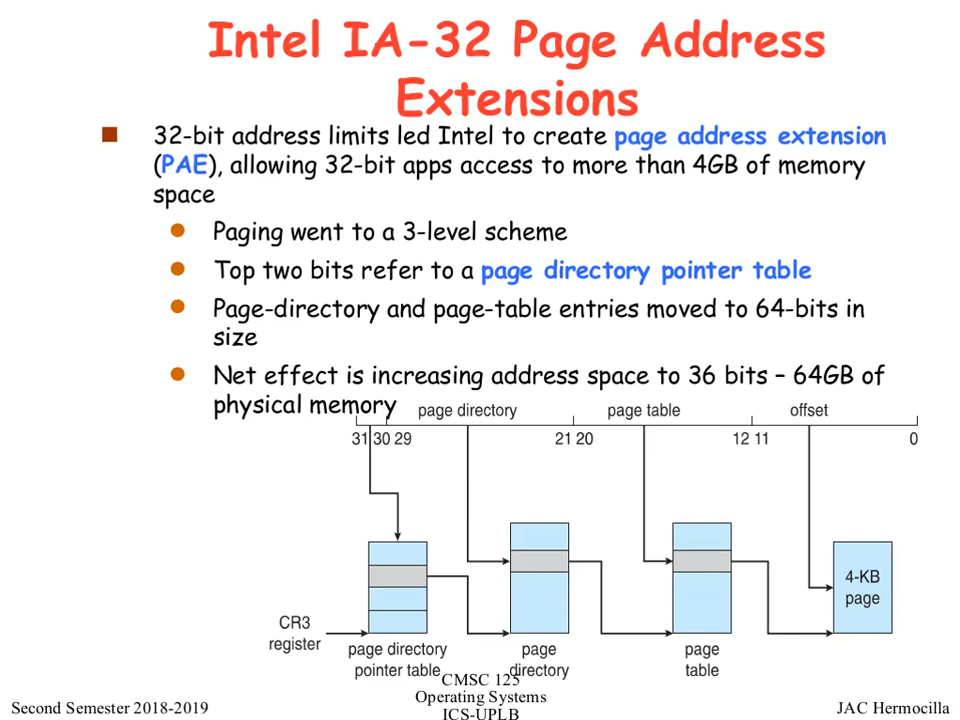 Intel IA-32 Page Address
Extensions
32-bit address limits led Intel to create page address extension
(PAE), allowing 32-bit apps access to more than 4GB of memory
space
Paging went to a 3-level scheme
Top two bits refer to a page directory pointer table
Page-directory and page-table entries moved to 64-bits in
size
Net effect is increasing address space to 36 bits – 64GB of
physical memory
page directory page table offset
31 30 29 21 20 12 11 0
4-KB
page
CR3
register
page directory
pointer table
page
directory
page
table
CMSC 125
Operating Systems
ICS-UPLB
Second Semester 2018-2019
JAC Hermocilla